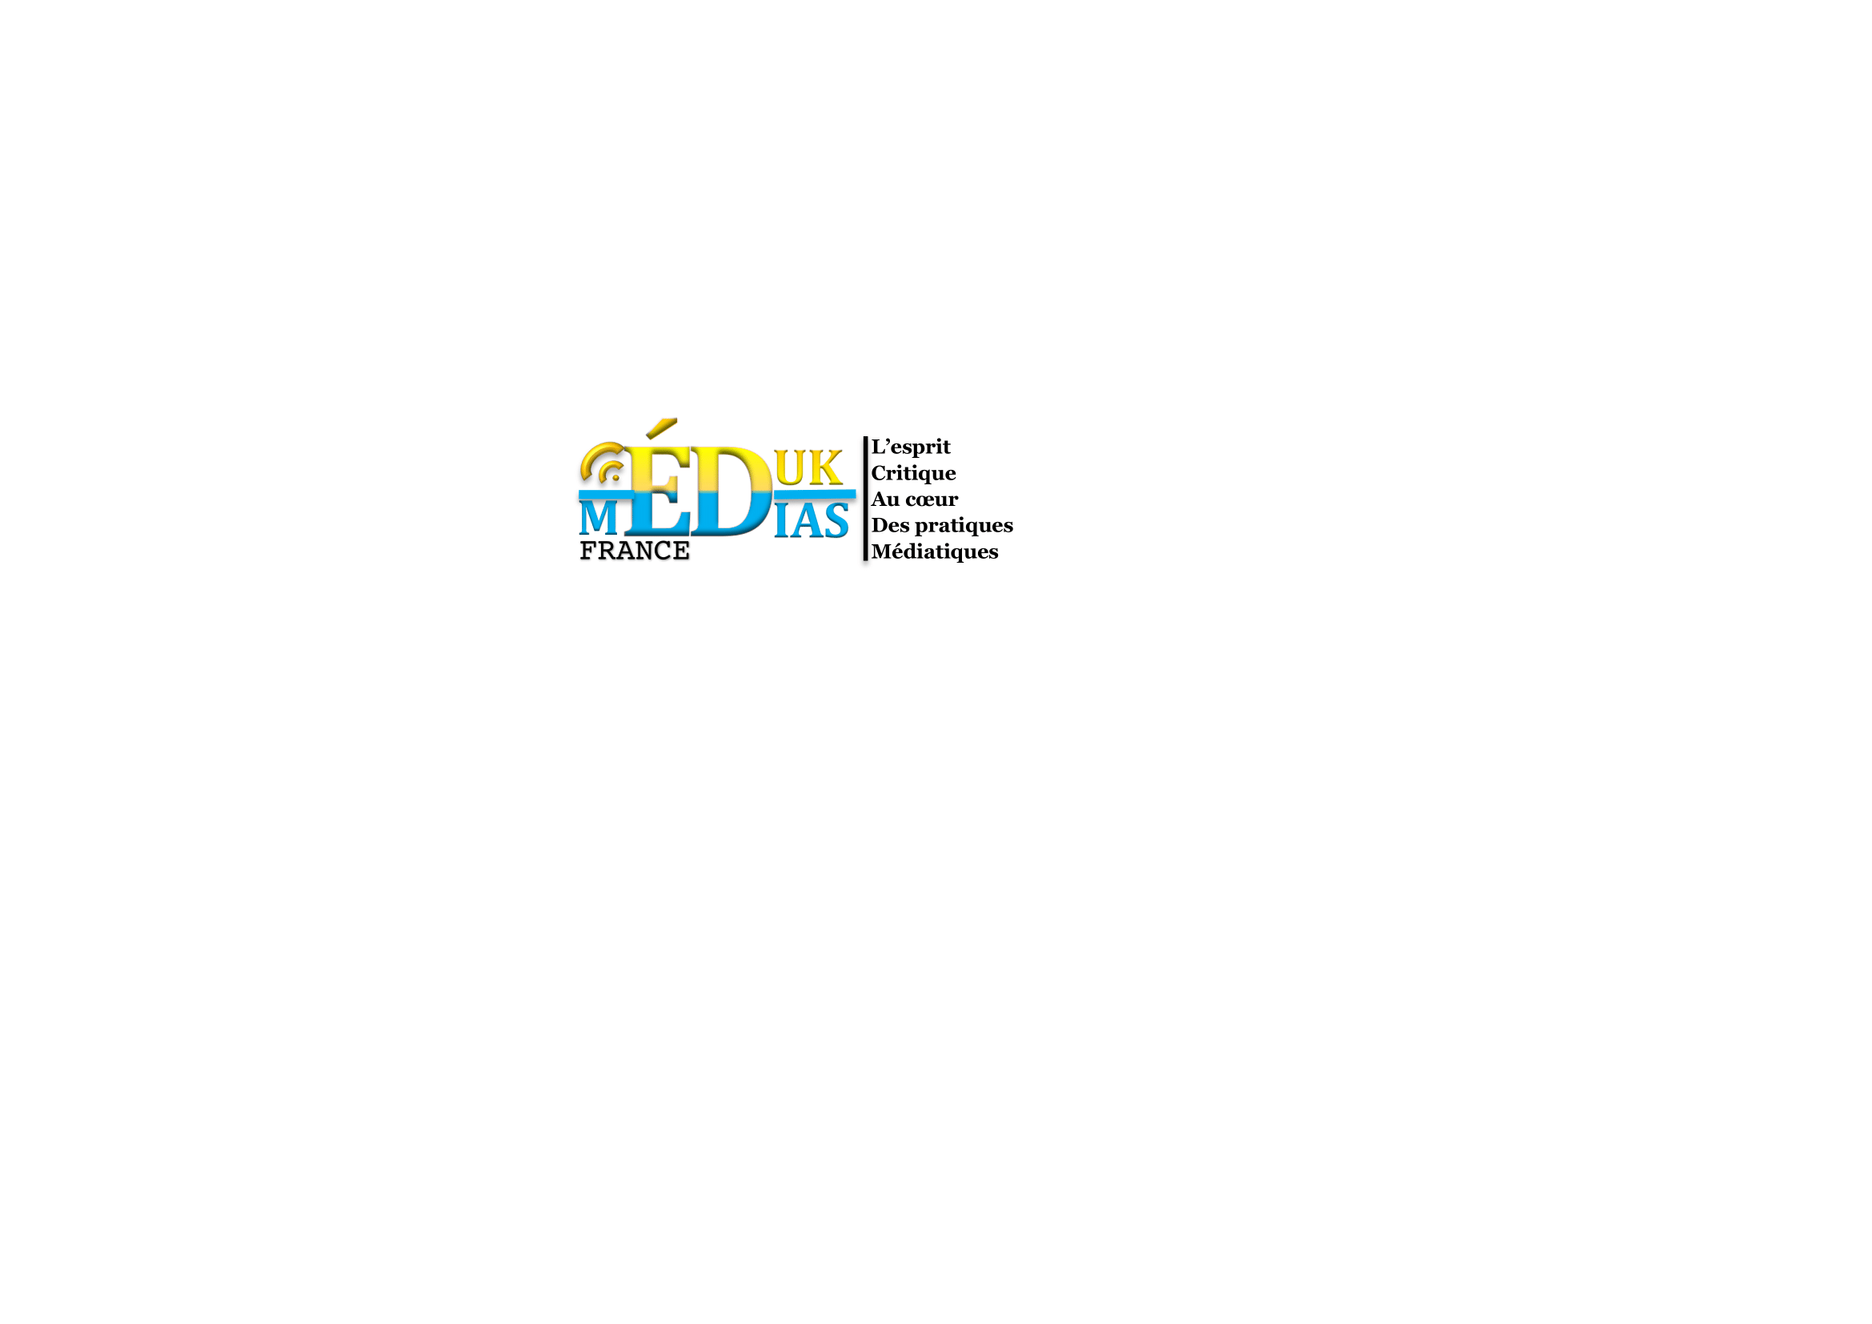 ÉDUK
MÉDIAS
FRANCE
L’esprit
Critique
Au cœur
Des pratiques
Médiatiques